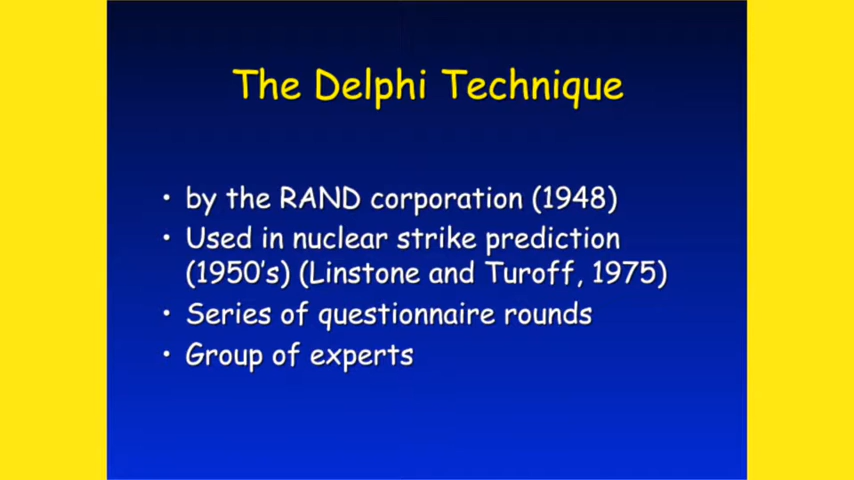 The Delphi Technique
• by the RAND corporation (1948)
• Used in nuclear strike prediction
(1950's) (Linstone and Turoff, 1975)
• Series of questionnaire rounds
• Group of experts